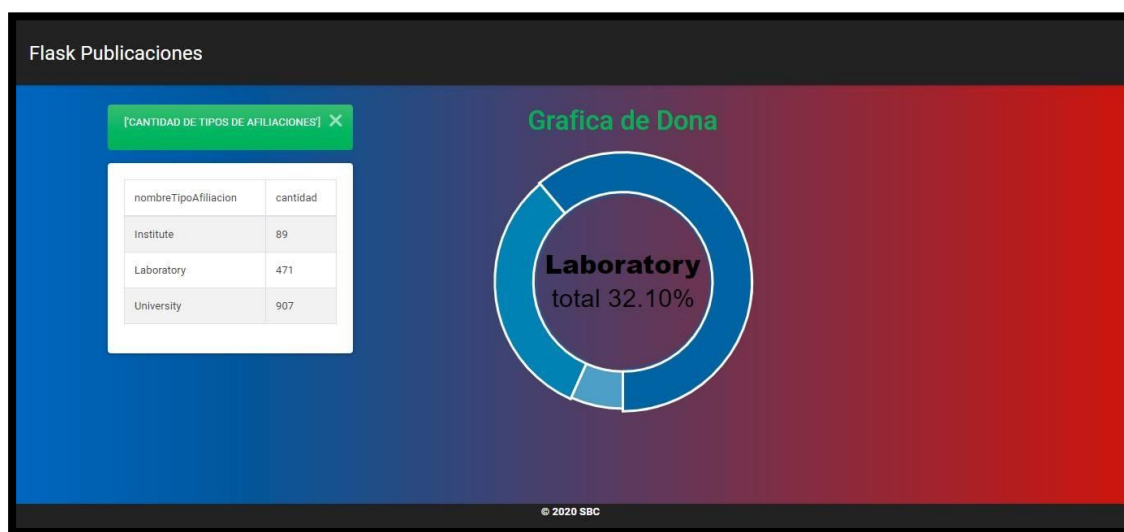 Flask Publicaciones
['CANTIDAD DE TIPOS DE AFILIACIONES'] ✕
nombreTipoAfiliacion cantidad
Institute 89
Laboratory 471
University 907
Grafica de Dona
Laboratory
total 32.10%
© 2020 SBC